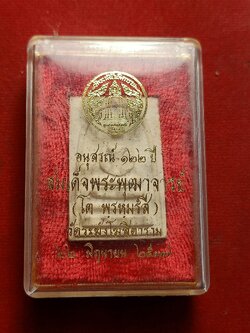 อนุสรณ์ ๑๒๒ ปี
สมเด็จพระพุฒาจารย์
(โต พรหมรังสี)
วัดระฆังโฆสิตาราม
๒๒ มิถุนายน ๒๕๓๗